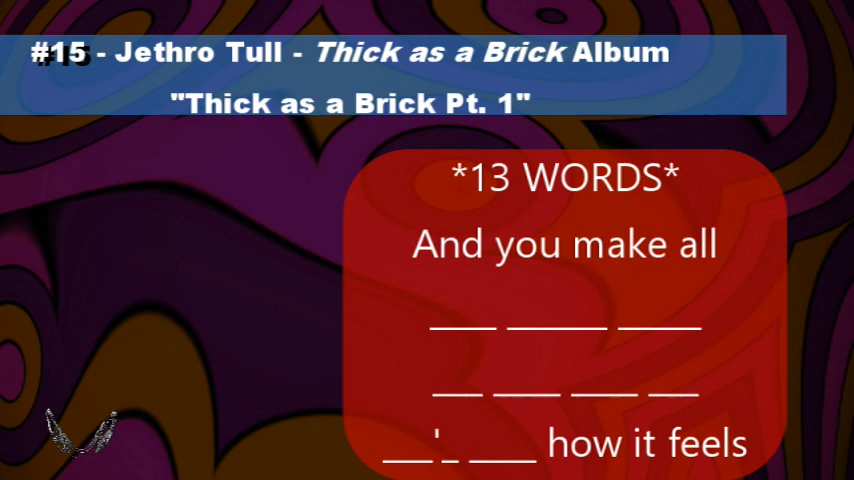 #15 - Jethro Tull - Thick as a Brick Album
"Thick as a Brick Pt. 1"
*13 WORDS*
And you make all
____ ______ _____
___ ____ ____ ___
___'_ ____ how it feels